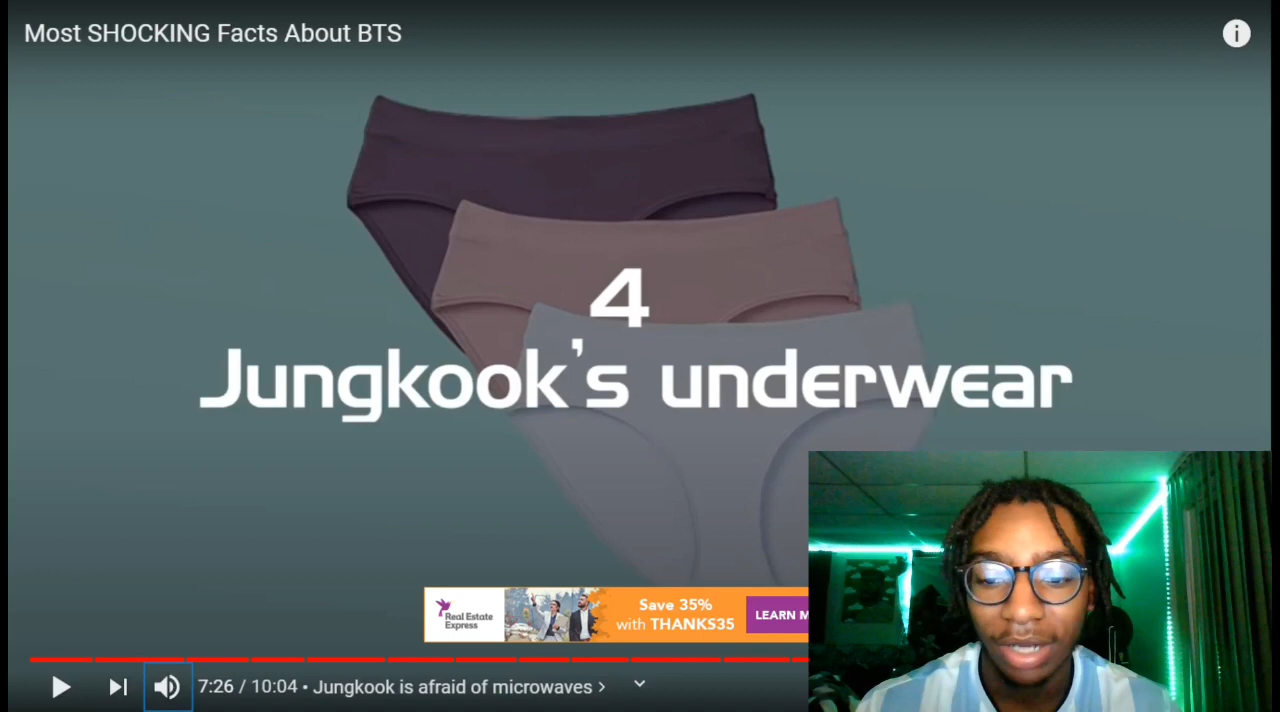 Most SHOCKING Facts About BTS
4
Jungkook's underwear
Real Estate
Express
Save 35%
with THANKS35
LEARN M
7:26 / 10:04 • Jungkook is afraid of microwaves >